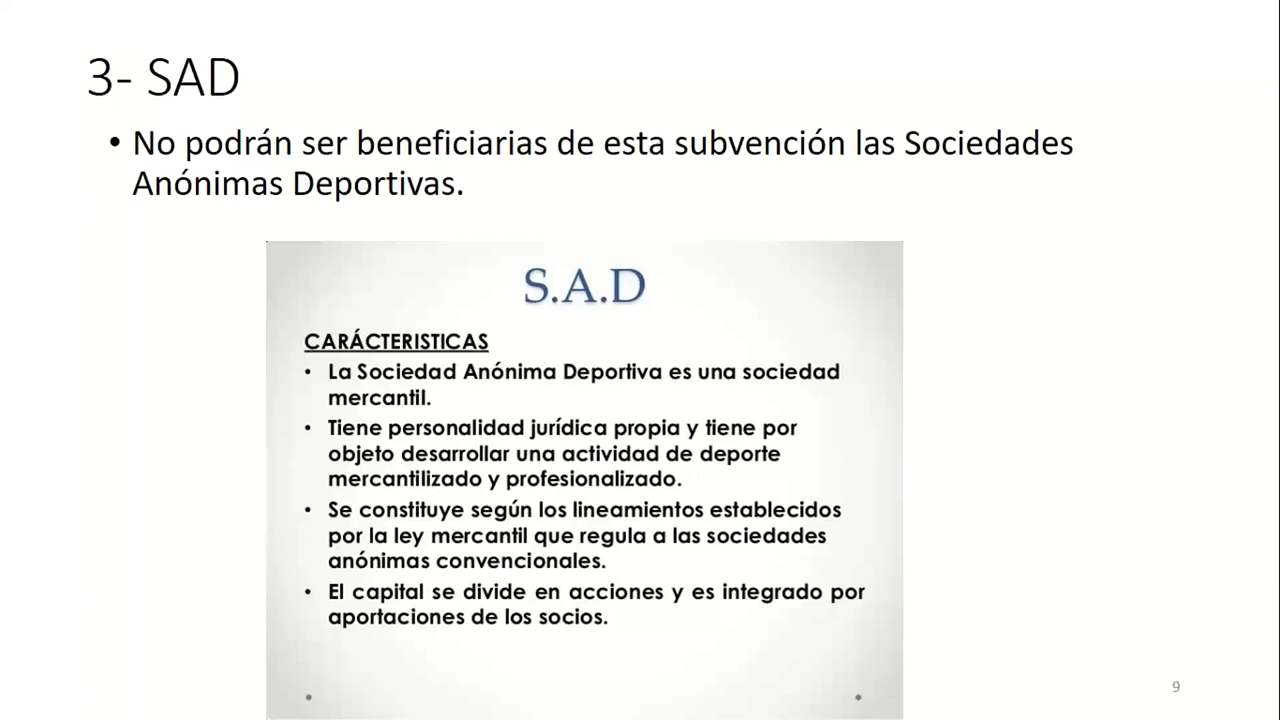 3- SAD
• No podrán ser beneficiarias de esta subvención las Sociedades
Anónimas Deportivas.
S.A.D
CARÁCTERISTICAS
• La Sociedad Anónima Deportiva es una sociedad
mercantil.
• Tiene personalidad jurídica propia y tiene por
objeto desarrollar una actividad de deporte
mercantilizado y profesionalizado.
• Se constituye según los lineamientos establecidos
por la ley mercantil que regula a las sociedades
anónimas convencionales.
• El capital se divide en acciones y es integrado por
aportaciones de los socios.
9